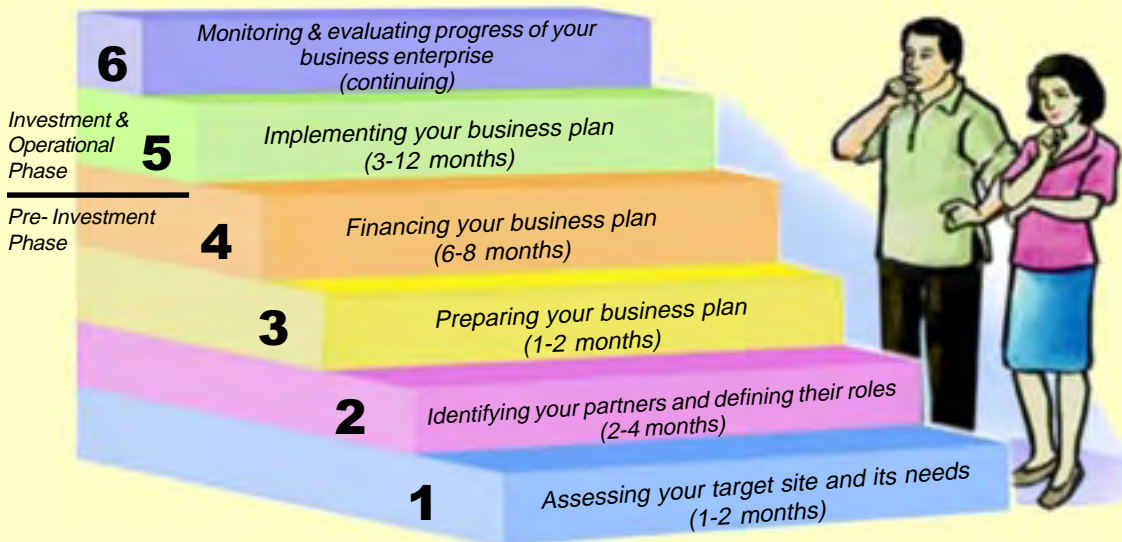 6
Monitoring & evaluating progress of your
business enterprise
(continuing)
Investment &
Operational
Phase
5
Implementing your business plan
(3-12 months)
Pre- Investment
Phase
4
Financing your business plan
(6-8 months)
3
Preparing your business plan
(1-2 months)
2
Identifying your partners and defining their roles
(2-4 months)
1
Assessing your target site and its needs
(1-2 months)